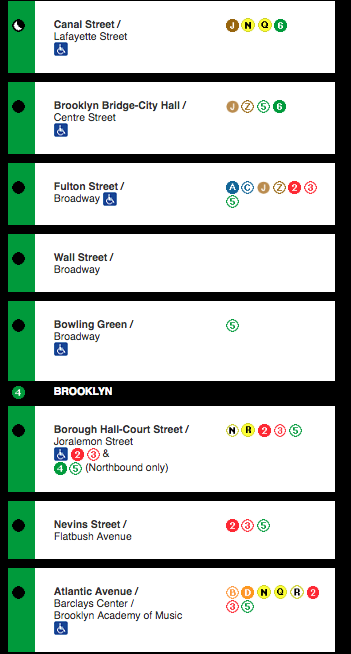 Canal Street / J N Q 6
Lafayette Street
Brooklyn Bridge-City Hall / J Z 5 6
Centre Street
Fulton Street / A C J Z 2 3
Broadway 5
Wall Street /
Broadway
Bowling Green / 5
Broadway
4 BROOKLYN
Borough Hall-Court Street / N R 2 3 5
Joralemon Street
2 3 &
4 5 (Northbound only)
Nevins Street / 2 3 5
Flatbush Avenue
Atlantic Avenue / B D N Q R 2
Barclays Center / 3 5
Brooklyn Academy of Music